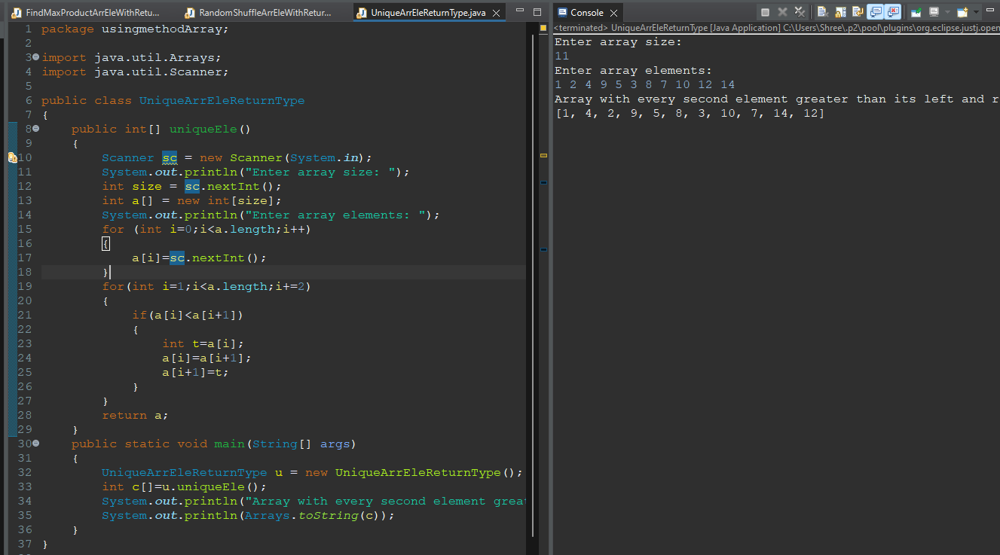 FindMaxProductArrEleWithRetu... RandomShuffleArrEleWithRetur... UniqueArrEleReturnType.java
1 package usingmethodArray;
2
3 import java.util.Arrays;
4 import java.util.Scanner;
5
6 public class UniqueArrEleReturnType
7 {
8 public int[] uniqueEle()
9 {
10 Scanner sc = new Scanner(System.in);
11 System.out.println("Enter array size: ");
12 int size = sc.nextInt();
13 int a[] = new int[size];
14 System.out.println("Enter array elements: ");
15 for (int i=0;i<a.length;i++)
16 {
17 a[i]=sc.nextInt();
18 }
19 for(int i=1;i<a.length;i+=2)
20 {
21 if(a[i]<a[i+1])
22 {
23 int t=a[i];
24 a[i]=a[i+1];
25 a[i+1]=t;
26 }
27 }
28 return a;
29 }
30 public static void main(String[] args)
31 {
32 UniqueArrEleReturnType u = new UniqueArrEleReturnType();
33 int c[]=u.uniqueEle();
34 System.out.println("Array with every second element grea
35 System.out.println(Arrays.toString(c));
36 }
37 }
Console
<terminated> UniqueArrEleReturnType [Java Application] C:\Users\Shree\.p2\pool\plugins\org.eclipse.justj.open
Enter array size:
11
Enter array elements:
1 2 4 9 5 3 8 7 10 12 14
Array with every second element greater than its left and r
[1, 4, 2, 9, 5, 8, 3, 10, 7, 14, 12]